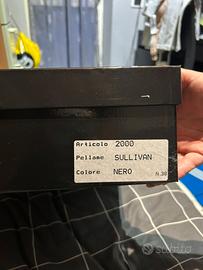 Articolo 2000
Pellame SULLIVAN
Colore NERO
N.38
subito